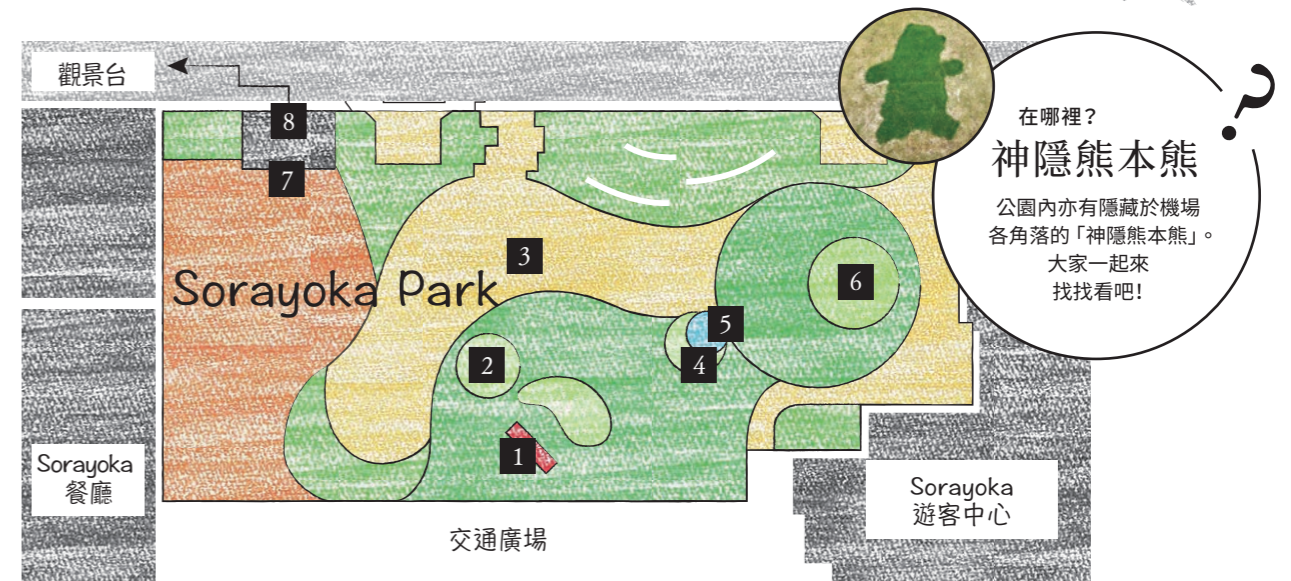 觀景台
8
7
在哪裡？
神隱熊本熊
?
公園內亦有隱藏於機場
各角落的「神隱熊本熊」。
大家一起來
找找看吧！
3
6
Sorayoka Park
5
2
4
1
Sorayoka
餐廳
Sorayoka
遊客中心
交通廣場